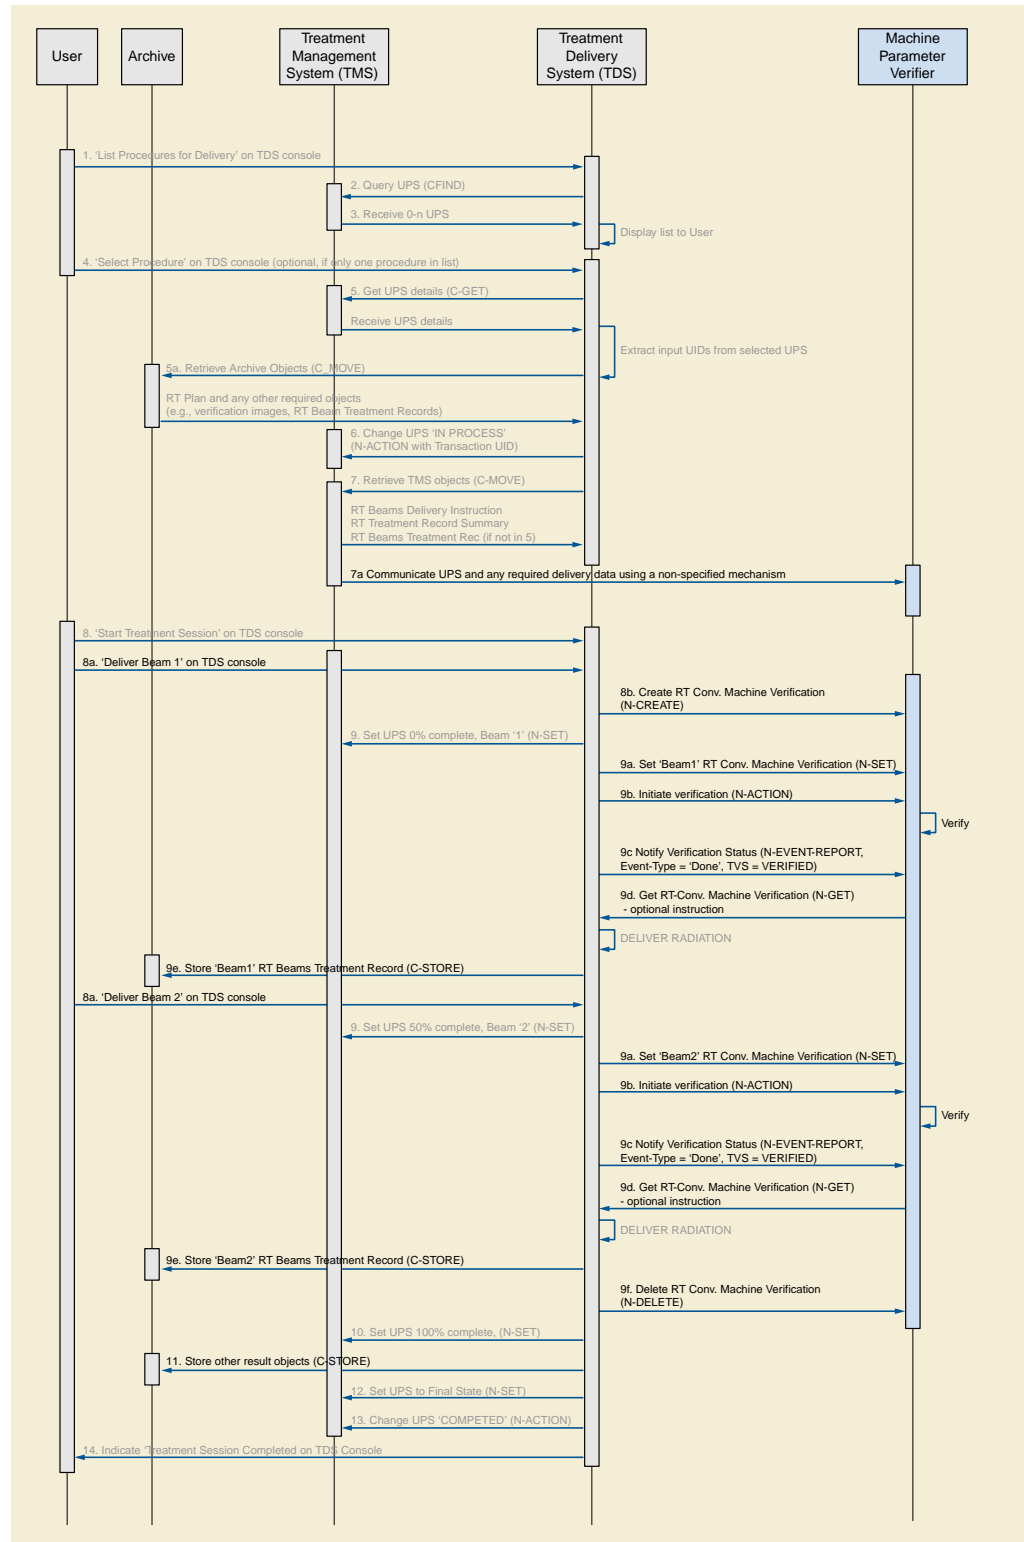 User
Archive
Treatment
Management
System (TMS)
Treatment
Delivery
System (TDS)
Machine
Parameter
Verifier
1. ‘List Procedures for Delivery’ on TDS console
2. Query UPS (CFIND)
3. Receive 0-n UPS
Display list to User
4. ‘Select Procedure’ on TDS console (optional, if only one procedure in list)
5. Get UPS details (C-GET)
Receive UPS details
Extract input UIDs from selected UPS
5a. Retrieve Archive Objects (C_MOVE)
RT Plan and any other required objects
(e.g., verification images, RT Beam Treatment Records)
6. Change UPS ‘IN PROCESS’
(N-ACTION with Transaction UID)
7. Retrieve TMS objects (C-MOVE)
RT Beams Delivery Instruction
RT Treatment Record Summary
RT Beams Treatment Rec (if not in 5)
7a Communicate UPS and any required delivery data using a non-specified mechanism
8. ‘Start Treatment Session’ on TDS console
8a. ‘Deliver Beam 1’ on TDS console
8b. Create RT Conv. Machine Verification
(N-CREATE)
9. Set UPS 0% complete, Beam ‘1’ (N-SET)
9a. Set ‘Beam1’ RT Conv. Machine Verification (N-SET)
9b. Initiate verification (N-ACTION)
Verify
9c Notify Verification Status (N-EVENT-REPORT,
Event-Type = ‘Done’, TVS = VERIFIED)
9d. Get RT-Conv. Machine Verification (N-GET)
- optional instruction
DELIVER RADIATION
9e. Store ‘Beam1’ RT Beams Treatment Record (C-STORE)
8a. ‘Deliver Beam 2’ on TDS console
9. Set UPS 50% complete, Beam ‘2’ (N-SET)
9a. Set ‘Beam2’ RT Conv. Machine Verification (N-SET)
9b. Initiate verification (N-ACTION)
Verify
9c Notify Verification Status (N-EVENT-REPORT,
Event-Type = ‘Done’, TVS = VERIFIED)
9d. Get RT-Conv. Machine Verification (N-GET)
- optional instruction
DELIVER RADIATION
9e. Store ‘Beam2’ RT Beams Treatment Record (C-STORE)
9f. Delete RT Conv. Machine Verification
(N-DELETE)
10. Set UPS 100% complete, (N-SET)
11. Store other result objects (C-STORE)
12. Set UPS to Final State (N-SET)
13. Change UPS ‘COMPETED’ (N-ACTION)
14. Indicate ‘Treatment Session Completed on TDS Console